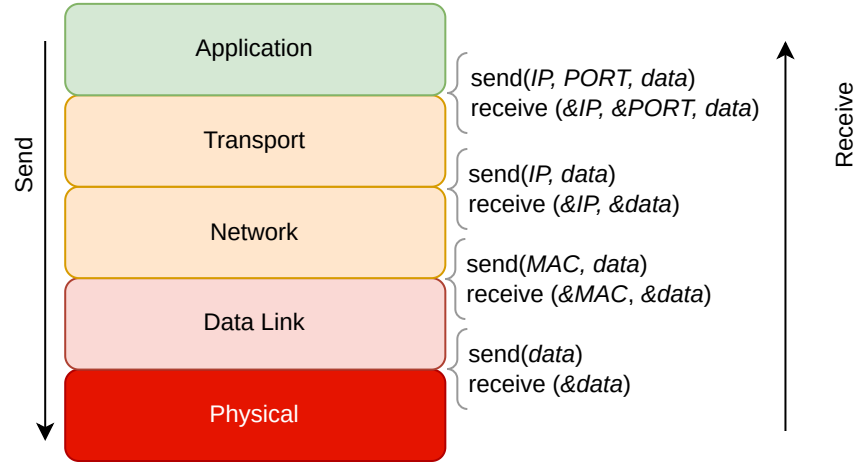 Application
send(IP, PORT, data)
receive (&IP, &PORT, data)
Transport
send(IP, data)
receive (&IP, &data)
Network
send(MAC, data)
receive (&MAC, &data)
Data Link
send(data)
receive (&data)
Physical
Send
Receive